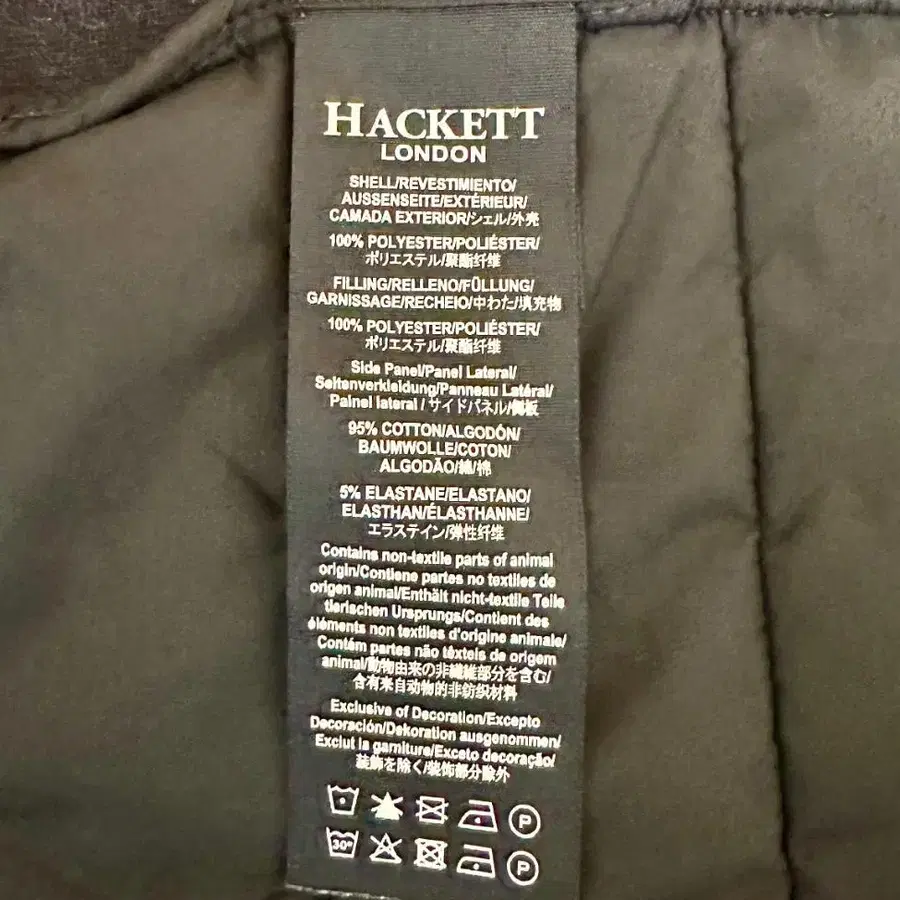 HACKETT
LONDON
SHELL/REVESTIMIENTO/
AUSSENSEITE/EXTÉRIEUR/
CAMADA EXTERIOR/シェル/外壳
100% POLYESTER/POLIÉSTER/
ポリエステル/聚酯纤维
FILLING/RELLENO/FÜLLUNG/
GARNISSAGE/RECHEIO/中わた/填充物
100% POLYESTER/POLIÉSTER/
ポリエステル/聚酯纤维
Side Panel/Panel Lateral/
Seitenverkleidung/Panneau Latéral/
Painel lateral / サイドパネル/侧板
95% COTTON/ALGODÓN/
BAUMWOLLE/COTON/
ALGODÃO/綿/棉
5% ELASTANE/ELASTANO/
ELASTHAN/ÉLASTHANNE/
エラステイン/弹性纤维
Contains non-textile parts of animal
origin/Contiene partes no textiles de
origen animal/Enthält nicht-textile Teile
tierischen Ursprungs/Contient des
éléments non textiles d'origine animale/
Contém partes não têxteis de origem
animal/動物由来の非繊維部分を含む/
含有来自动物的非纺织材料
Exclusive of Decoration/Excepto
Decoración/Dekoration ausgenommen/
Exclut la garniture/Exceto decoração/
装飾を除く/装饰部分除外
P
30° P